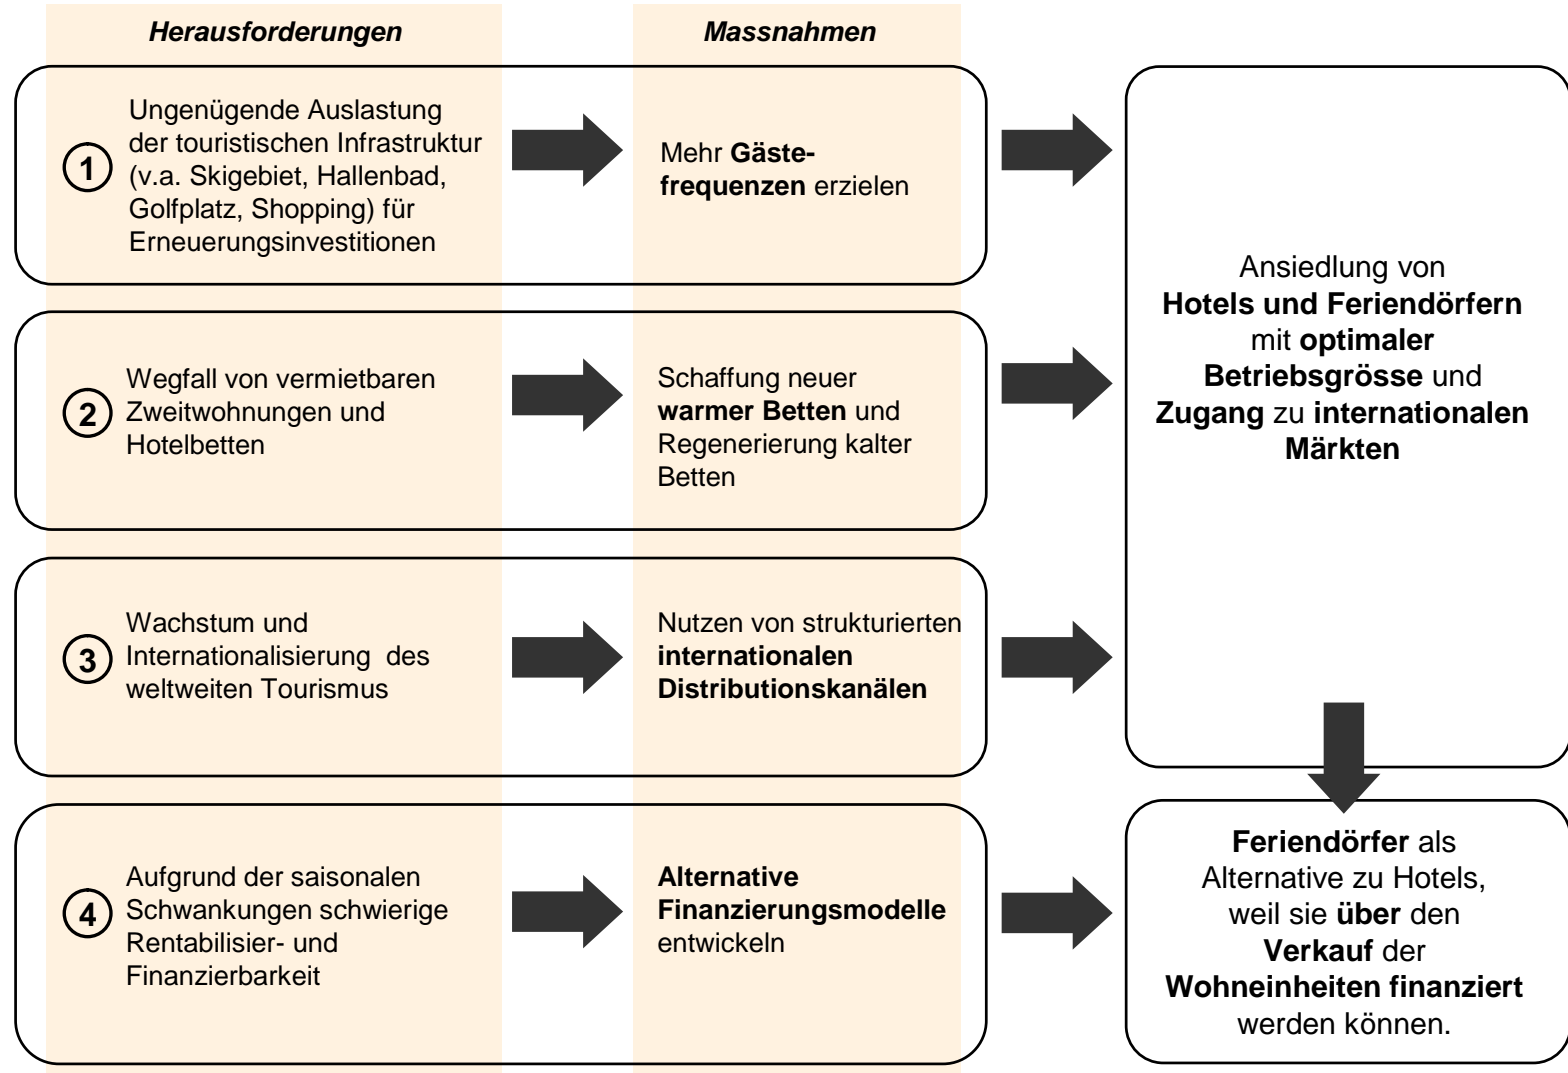 Herausforderungen
Massnahmen
1
Ungenügende Auslastung
der touristischen Infrastruktur
(v.a. Skigebiet, Hallenbad,
Golfplatz, Shopping) für
Erneuerungsinvestitionen
Mehr Gäste-
frequenzen erzielen
2
Wegfall von vermietbaren
Zweitwohnungen und
Hotelbetten
Schaffung neuer
warmer Betten und
Regenerierung kalter
Betten
3
Wachstum und
Internationalisierung des
weltweiten Tourismus
Nutzen von strukturierten
internationalen
Distributionskanälen
4
Aufgrund der saisonalen
Schwankungen schwierige
Rentabilisier- und
Finanzierbarkeit
Alternative
Finanzierungsmodelle
entwickeln
Ansiedlung von
Hotels und Feriendörfern
mit optimaler
Betriebsgrösse und
Zugang zu internationalen
Märkten
Feriendörfer als
Alternative zu Hotels,
weil sie über den
Verkauf der
Wohneinheiten finanziert
werden können.